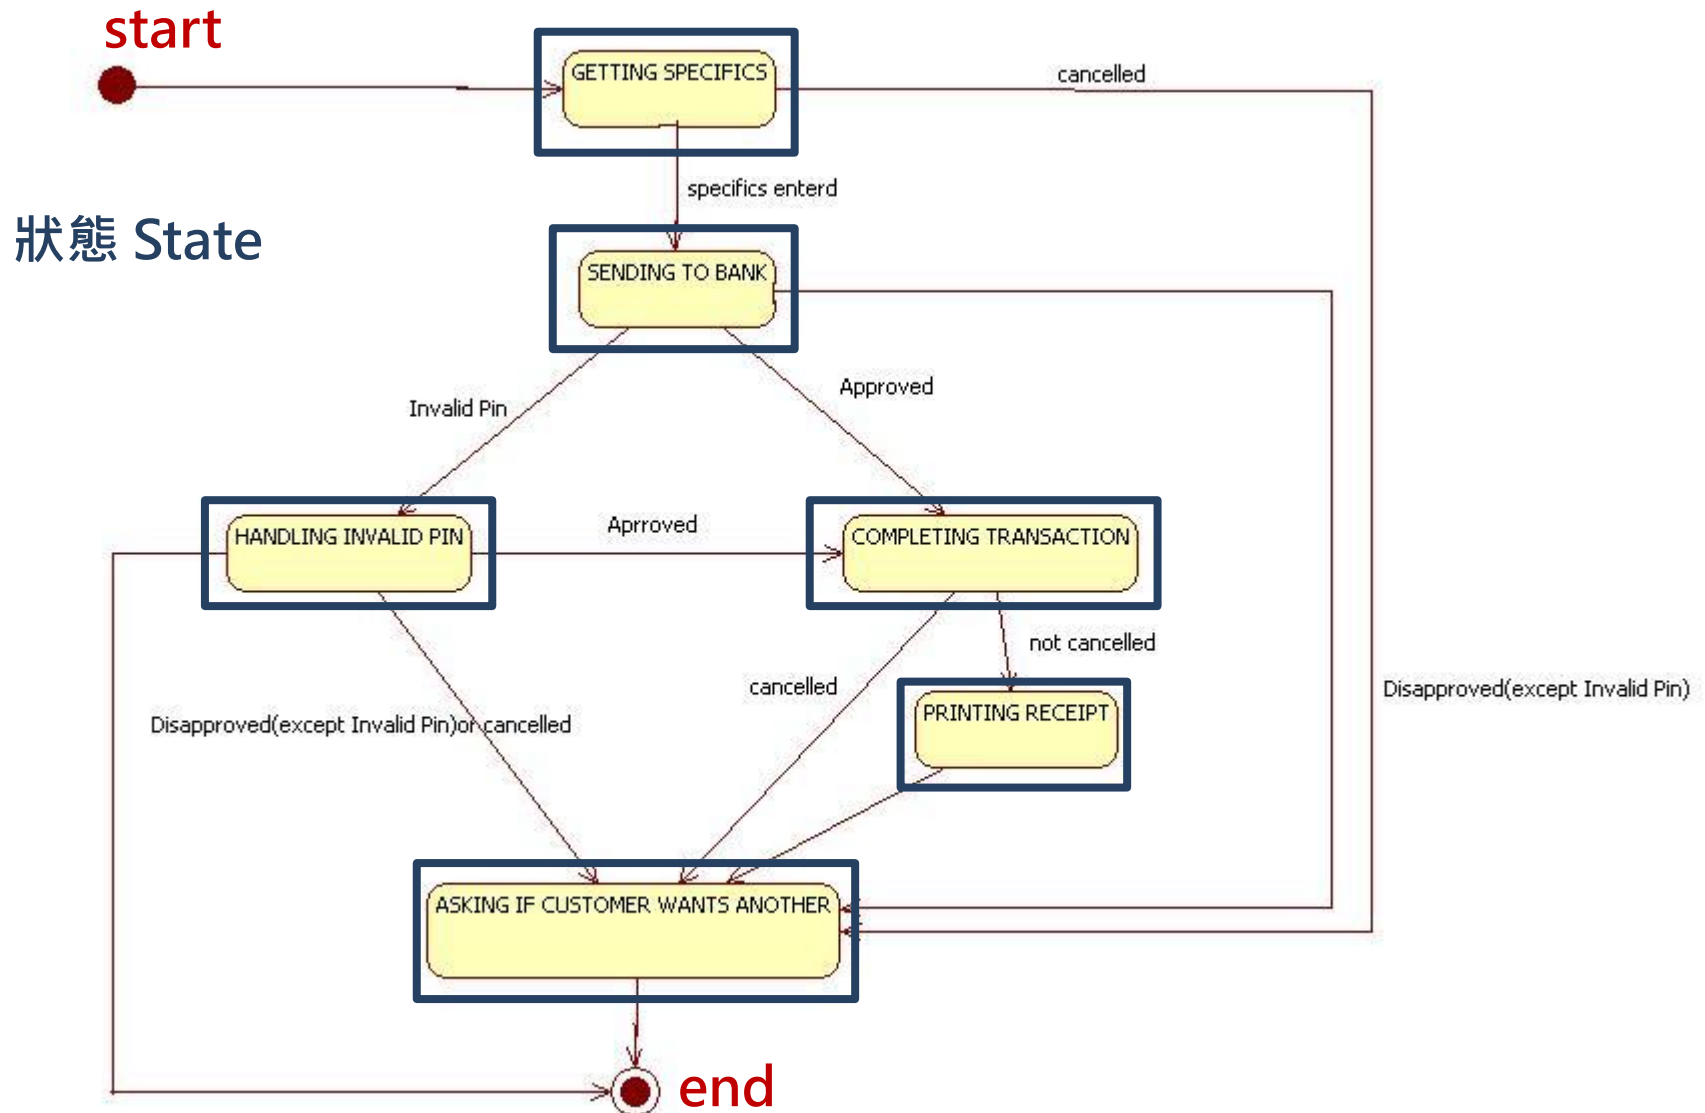 start
GETTING SPECIFICS
cancelled
specifics enterd
狀態 State
SENDING TO BANK
Approved
Invalid Pin
Aprroved
HANDLING INVALID PIN
COMPLETING TRANSACTION
not cancelled
cancelled
Disapproved(except Invalid Pin)
PRINTING RECEIPT
Disapproved(except Invalid Pin)or cancelled
ASKING IF CUSTOMER WANTS ANOTHER
end